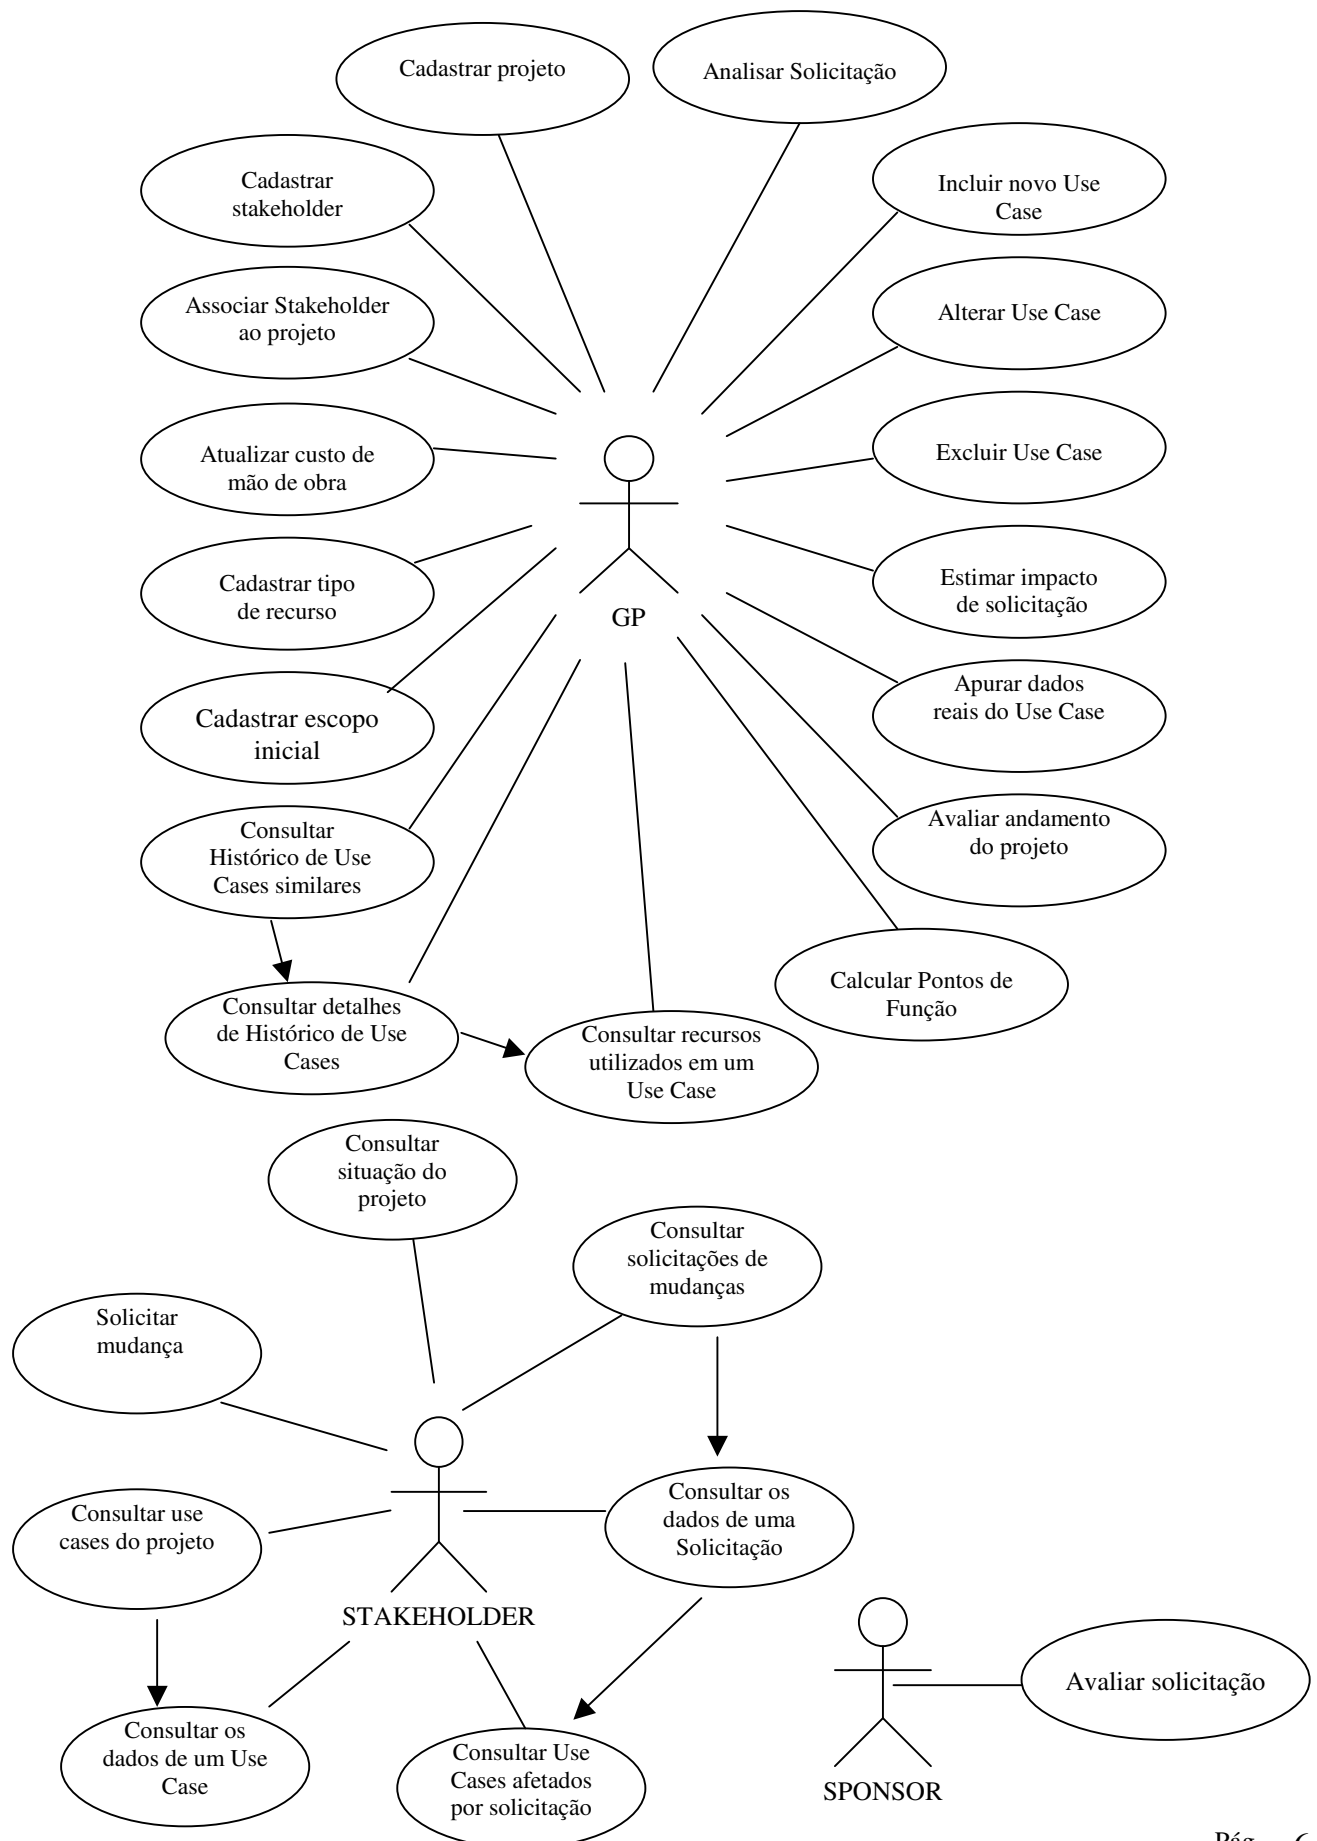 Cadastrar projeto
Analisar Solicitação
Cadastrar
stakeholder
Incluir novo Use
Case
Associar Stakeholder
ao projeto
Alterar Use Case
Atualizar custo de
mão de obra
Excluir Use Case
Cadastrar tipo
de recurso
Estimar impacto
de solicitação
GP
Cadastrar escopo
inicial
Apurar dados
reais do Use Case
Consultar
Histórico de Use
Cases similares
Avaliar andamento
do projeto
Consultar detalhes
de Histórico de Use
Cases
Calcular Pontos de
Função
Consultar recursos
utilizados em um
Use Case
Consultar
situação do
projeto
Consultar
solicitações de
mudanças
Solicitar
mudança
Consultar use
cases do projeto
Consultar os
dados de uma
Solicitação
STAKEHOLDER
Consultar os
dados de um Use
Case
Consultar Use
Cases afetados
por solicitação
Avaliar solicitação
SPONSOR
Pág. 6